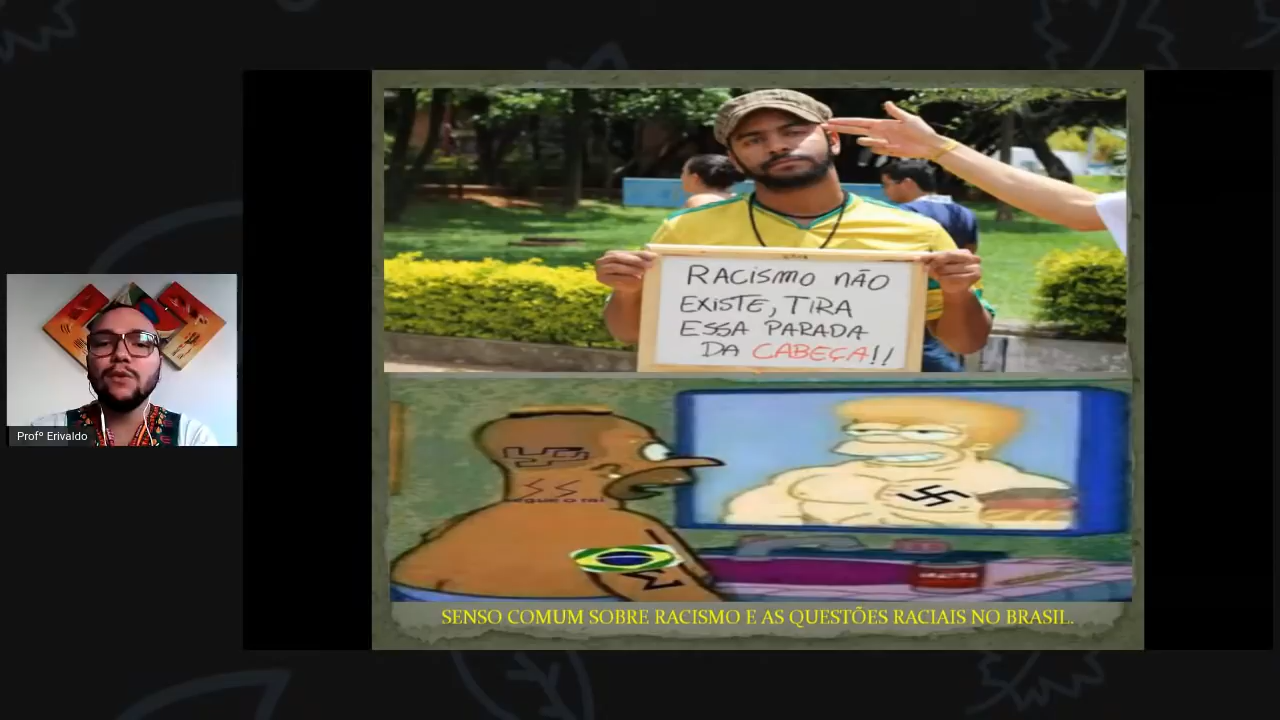 RACISMO NÃO
EXISTE, TIRA
ESSA PARADA
DA CABEÇA!!
Profº Erivaldo
SS
SENSO COMUM SOBRE RACISMO E AS QUESTÕES RACIAIS NO BRASIL.